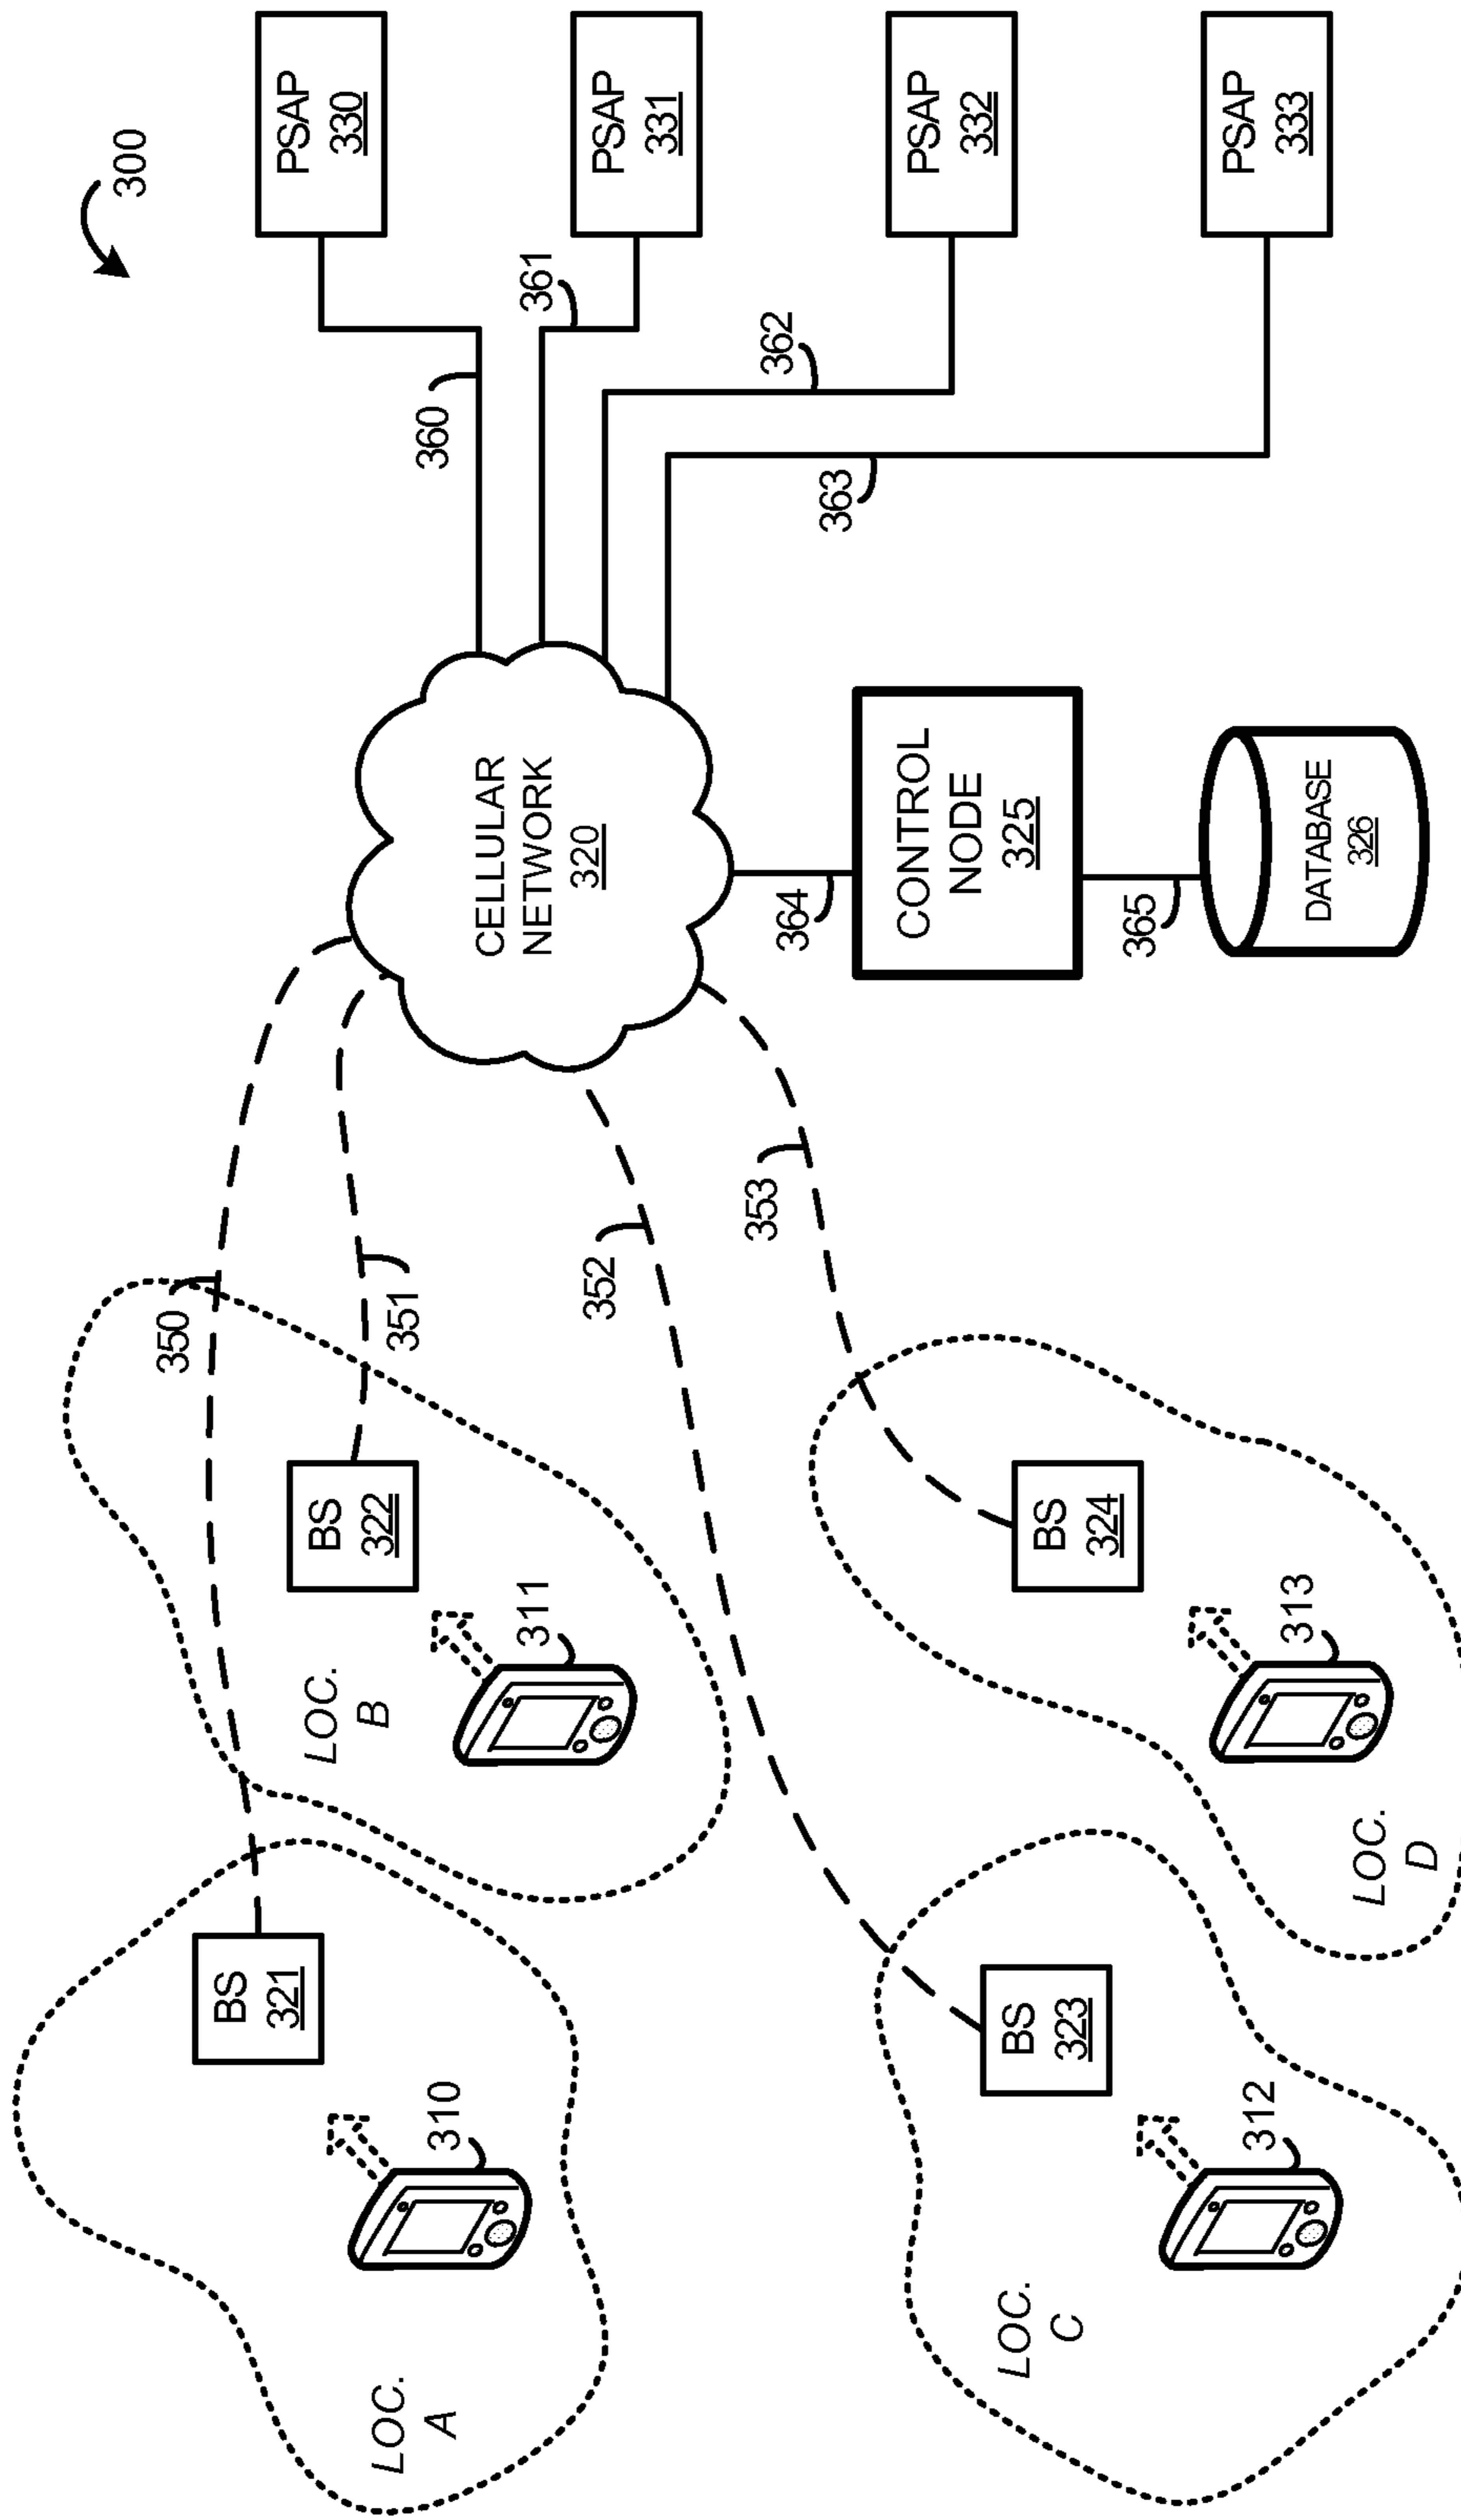 300
PSAP
330
PSAP
331
PSAP
332
PSAP
333
360
361
362
363
CELLULAR
NETWORK
320
364
CONTROL
NODE
325
365
DATABASE
326
350
351
352
353
BS
321
310
LOC.
A
BS
322
311
LOC.
B
BS
323
312
LOC.
C
BS
324
313
LOC.
D